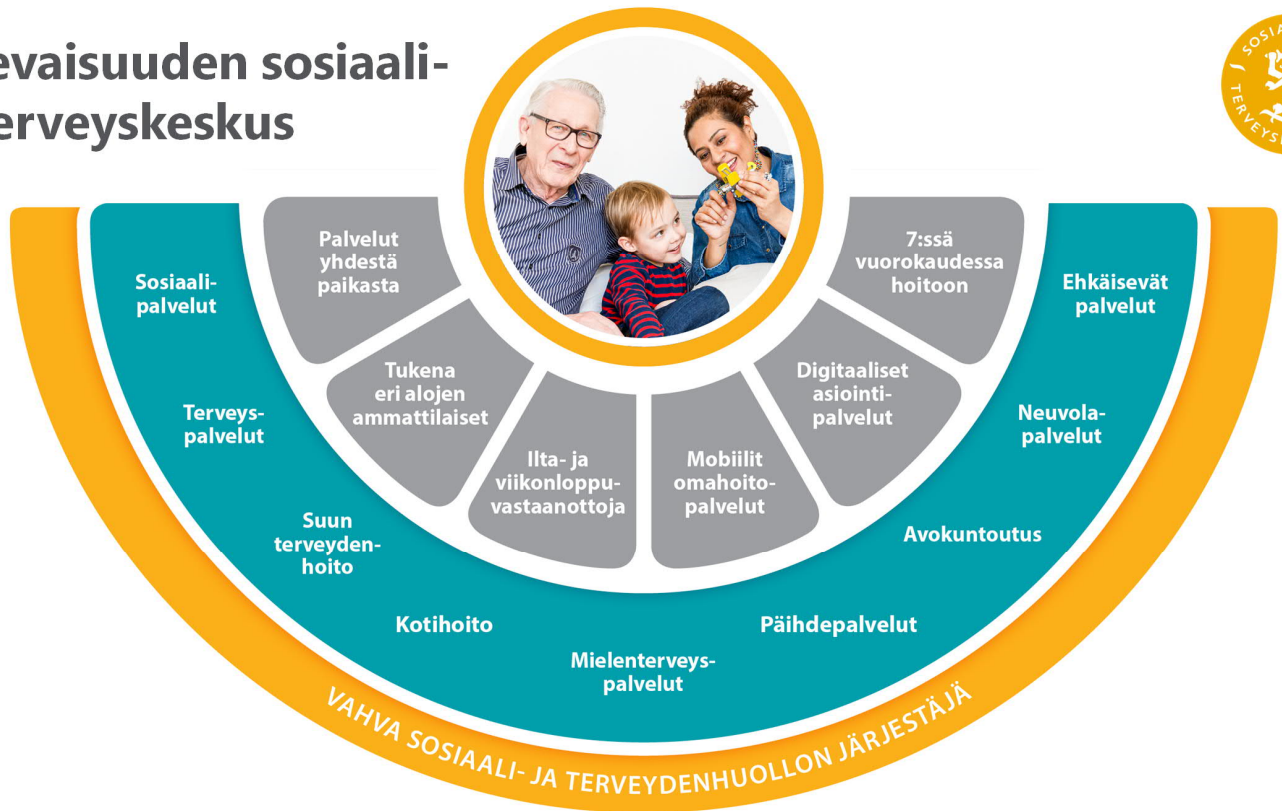 evaisuuden sosiaali-
erveyskeskus
SOSIA
TERVEYS
Palvelut
yhdestä
paikasta
7:ssä
vuorokaudessa
hoitoon
Sosiaali-
palvelut
Ehkäisevät
palvelut
Tukena
eri alojen
ammattilaiset
Digitaaliset
asiointi-
palvelut
Terveys-
palvelut
Neuvola-
palvelut
Ilta- ja
viikonloppu-
vastaanottoja
Mobiilit
omahoito-
palvelut
Suun
terveyden-
hoito
Avokuntoutus
Kotihoito
Päihdepalvelut
Mielenterveys-
palvelut
VAHVA SOSIAALI- JA TERVEYDENHUOLLON JÄRJESTÄJÄ